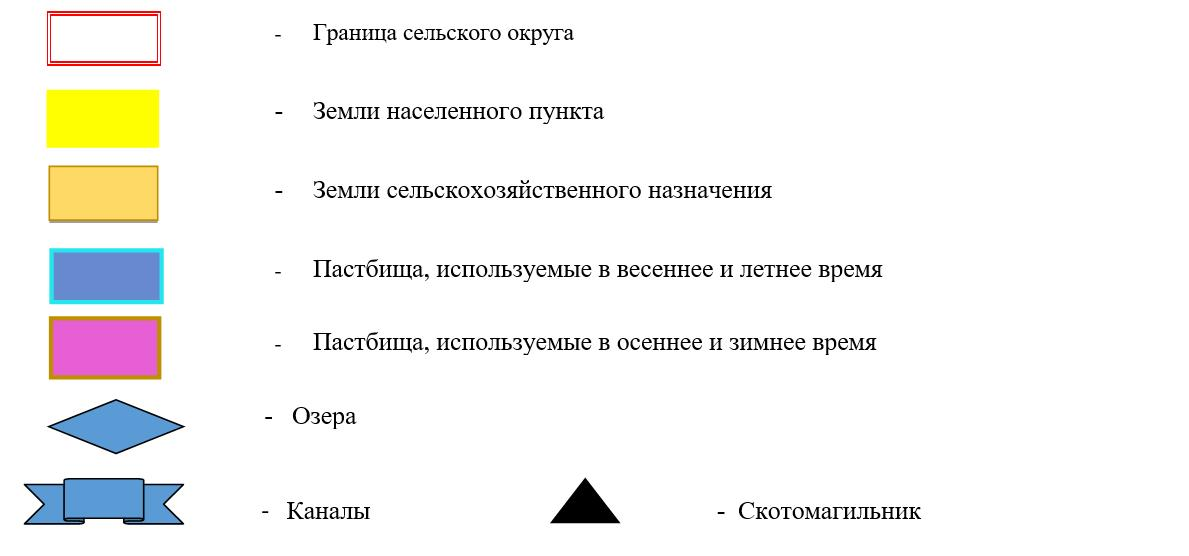 - Граница сельского округа
- Земли населенного пункта
- Земли сельскохозяйственного назначения
- Пастбища, используемые в весеннее и летнее время
- Пастбища, используемые в осеннее и зимнее время
- Озера
- Каналы - Скотомагильник